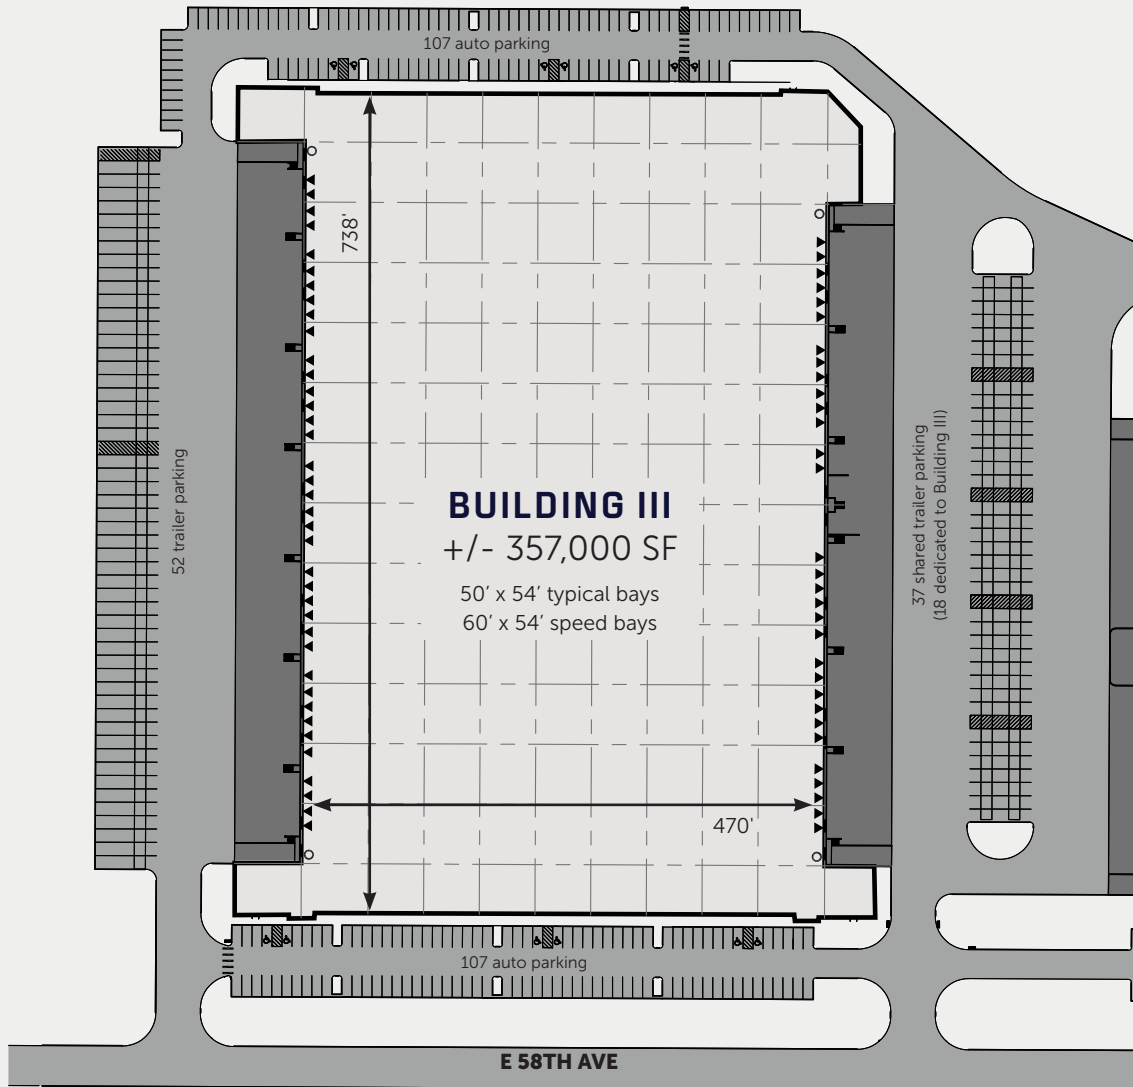 107 auto parking
738'
52 trailer parking
37 shared trailer parking
(18 dedicated to Building III)
BUILDING III
+/- 357,000 SF
50' x 54' typical bays
60' x 54' speed bays
470'
107 auto parking
E 58TH AVE